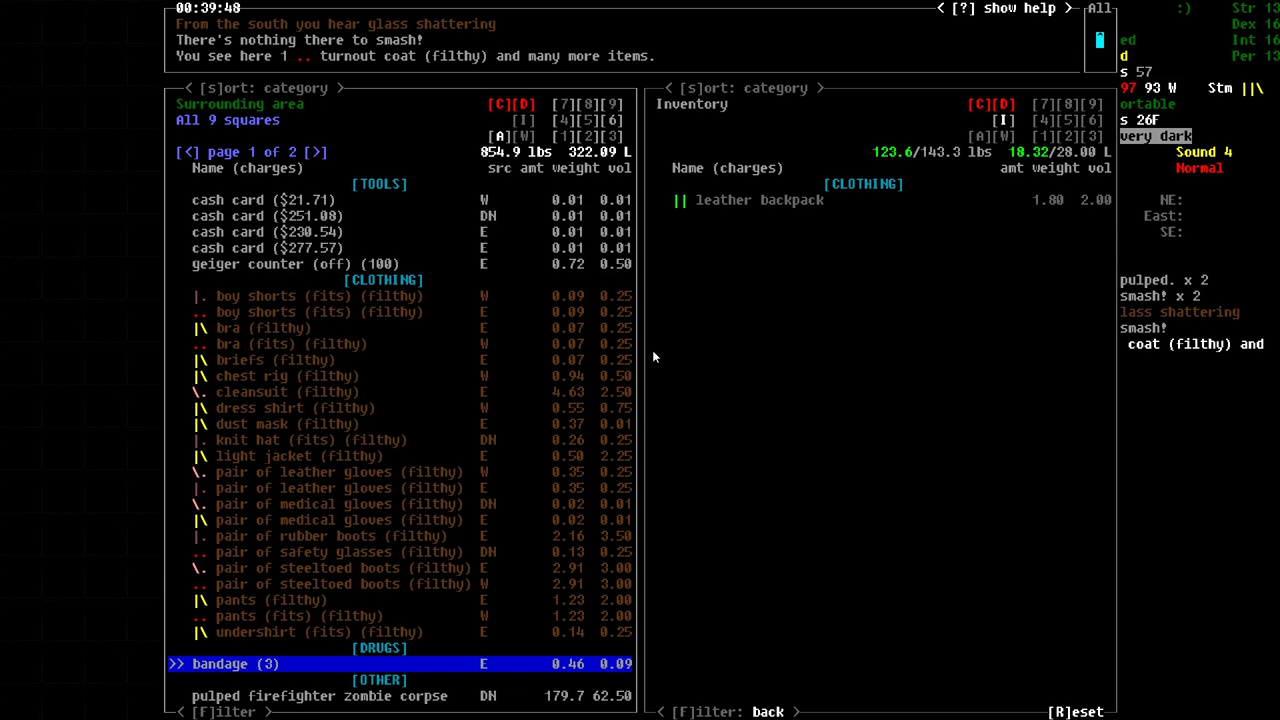 00:39:48
< [?] show help >
All
:)
Str 13
From the south you hear glass shattering
Dex 16
There's nothing there to smash!
ed
Int 16
You see here 1 .. turnout coat (filthy) and many more items.
d
Per 13
s 57
< [s]ort: category >
< [s]ort: category >
97 93 W Stm ||\
Surrounding area [C][D] [7][8][9]
Inventory [C][D] [7][8][9]
ortable
All 9 squares [I] [4][5][6]
[I] [4][5][6]
s 26F
[A][W] [1][2][3]
[A][W] [1][2][3]
very dark
[<] page 1 of 2 [>] 854.9 lbs 322.09 L
123.6/143.3 lbs 18.32/28.00 L
Sound 4
Name (charges) src amt weight vol
Name (charges) amt weight vol
Normal
[TOOLS]
[CLOTHING]
cash card ($21.71) W 0.01 0.01
|| leather backpack 1.80 2.00
NE:
cash card ($251.08) DN 0.01 0.01
East:
cash card ($230.54) E 0.01 0.01
SE:
cash card ($277.57) E 0.01 0.01
geiger counter (off) (100) E 0.72 0.50
[CLOTHING]
pulped. x 2
|. boy shorts (fits) (filthy) W 0.09 0.25
smash! x 2
.. boy shorts (fits) (filthy) E 0.09 0.25
lass shattering
|\ bra (filthy) E 0.07 0.25
smash!
.. bra (fits) (filthy) W 0.07 0.25
coat (filthy) and
|\ briefs (filthy) E 0.07 0.25
|\ chest rig (filthy) W 0.94 0.50
\. cleansuit (filthy) E 4.63 2.50
|\ dress shirt (filthy) W 0.55 0.75
|\ dust mask (filthy) E 0.37 0.01
|. knit hat (fits) (filthy) DN 0.26 0.25
|\ light jacket (filthy) E 0.50 2.25
\. pair of leather gloves (filthy) W 0.35 0.25
|. pair of leather gloves (filthy) E 0.35 0.25
\. pair of medical gloves (filthy) DN 0.02 0.01
|\ pair of medical gloves (filthy) E 0.02 0.01
|. pair of rubber boots (filthy) E 2.16 3.50
.. pair of safety glasses (filthy) DN 0.13 0.25
\. pair of steeltoed boots (filthy) E 2.91 3.00
.. pair of steeltoed boots (filthy) W 2.91 3.00
|\ pants (filthy) E 1.23 2.00
.. pants (fits) (filthy) W 1.23 2.00
|\ undershirt (fits) (filthy) E 0.14 0.25
[DRUGS]
>> bandage (3) E 0.46 0.09
[OTHER]
pulped firefighter zombie corpse DN 179.7 62.50
< [F]ilter >
< [F]ilter: back >
[R]eset